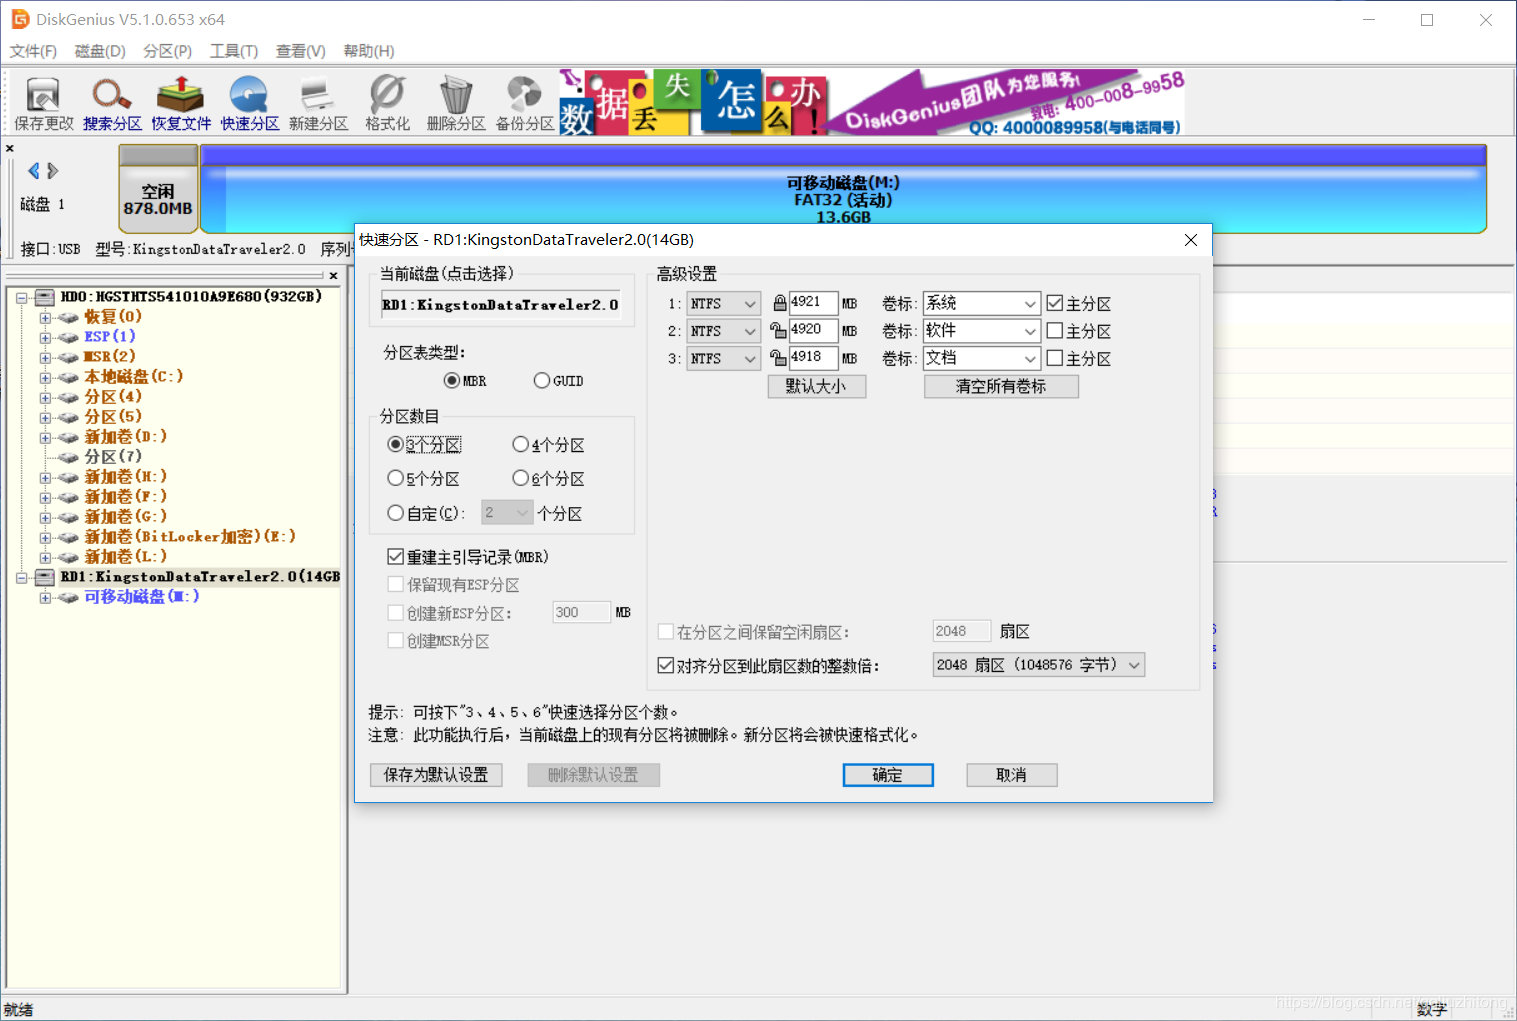 DiskGenius V5.1.0.653 x64
文件(F) 磁盘(D) 分区(P) 工具(T) 查看(V) 帮助(H)
保存更改 搜索分区 恢复文件 快速分区 新建分区 格式化 删除分区 备份分区
数据丢失怎么办!
DiskGenius团队为您服务!
致电: 400-008-9958
QQ: 4000089958(与电话同号)
磁盘 1
空闲
878.0MB
可移动磁盘(M:)
FAT32 (活动)
13.6GB
接口:USB 型号:KingstonDataTraveler2.0 序列
HD0:HGSTHTS541010A9E680(932GB)
恢复(0)
ESP(1)
MSR(2)
本地磁盘(C:)
分区(4)
分区(5)
新加卷(D:)
分区(7)
新加卷(H:)
新加卷(F:)
新加卷(G:)
新加卷(BitLocker加密)(E:)
新加卷(L:)
RD1:KingstonDataTraveler2.0(14GB
可移动磁盘(M:)
快速分区 - RD1:KingstonDataTraveler2.0(14GB)
当前磁盘(点击选择)
RD1:KingstonDataTraveler2.0
分区表类型:
MBR GUID
分区数目
3个分区 4个分区
5个分区 6个分区
自定(C): 2 个分区
重建主引导记录(MBR)
保留现有ESP分区
创建新ESP分区: 300 MB
创建MSR分区
高级设置
1: NTFS 4921 MB 卷标: 系统 主分区
2: NTFS 4920 MB 卷标: 软件 主分区
3: NTFS 4918 MB 卷标: 文档 主分区
默认大小 清空所有卷标
在分区之间保留空闲扇区: 2048 扇区
对齐分区到此扇区数的整数倍: 2048 扇区 (1048576 字节)
提示: 可按下"3、4、5、6"快速选择分区个数。
注意: 此功能执行后，当前磁盘上的现有分区将被删除。新分区将会被快速格式化。
保存为默认设置 删除默认设置 确定 取消
就绪
数字